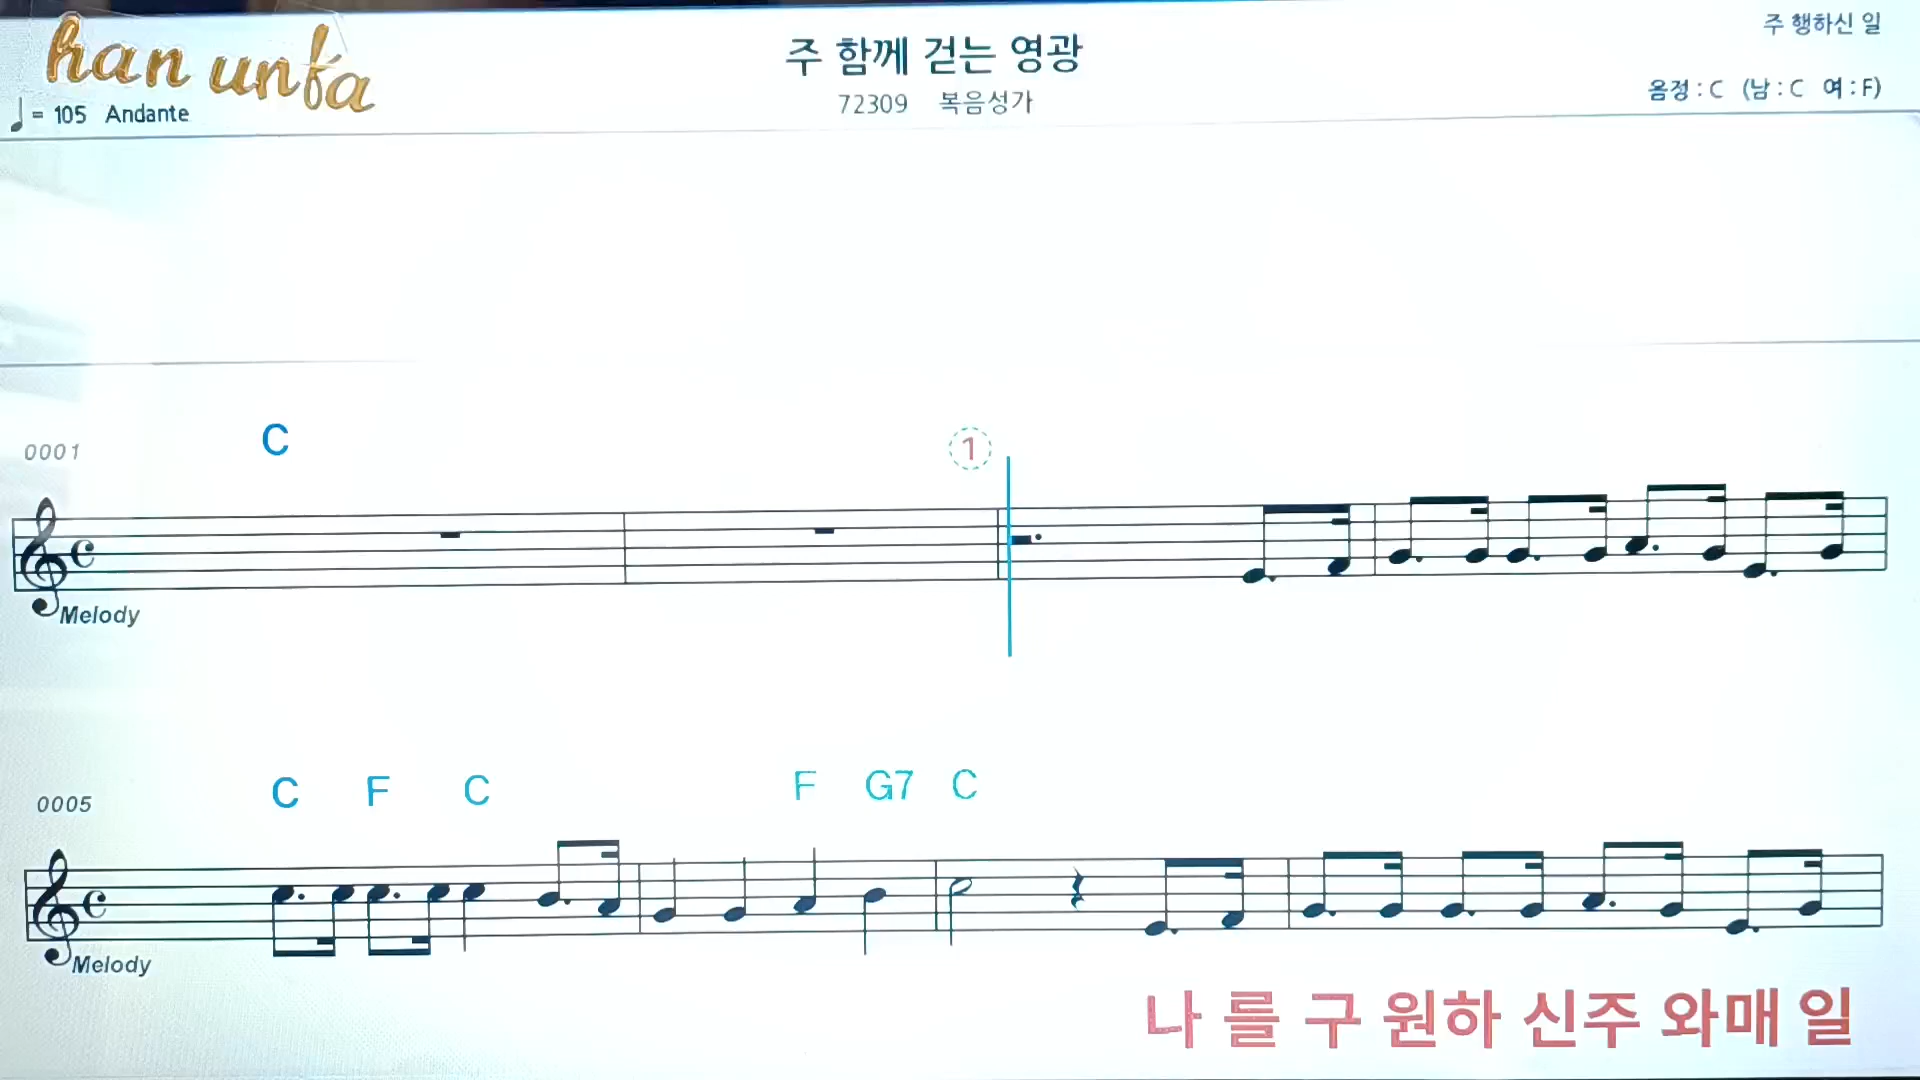 han unfa
주 함께 걷는 영광
주 행하신 일
♩ = 105 Andante
72309 복음성가
음정 : C (남 : C 여 : F)
0001
C
1
Melody
0005
C F C F G7 C
Melody
나 를 구 원하 신주 와매 일